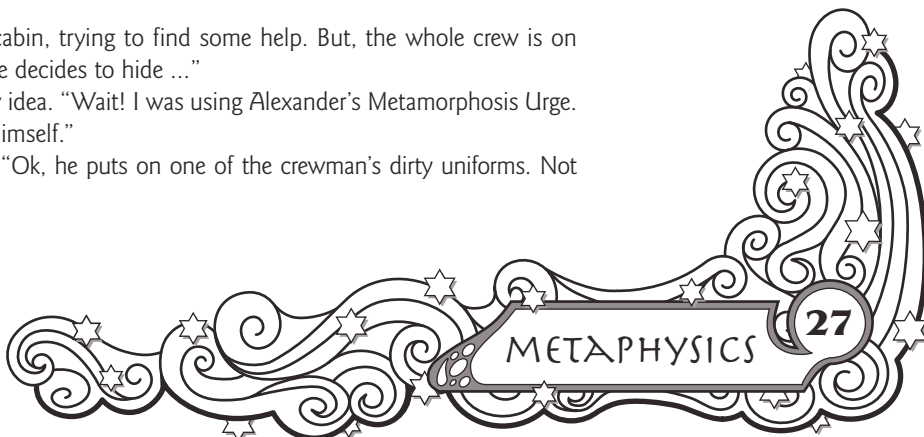 cabin, trying to find some help. But, the whole crew is on
e decides to hide ...”
idea. “Wait! I was using Alexander’s Metamorphosis Urge.
imself.”
“Ok, he puts on one of the crewman’s dirty uniforms. Not
METAPHYSICS
27